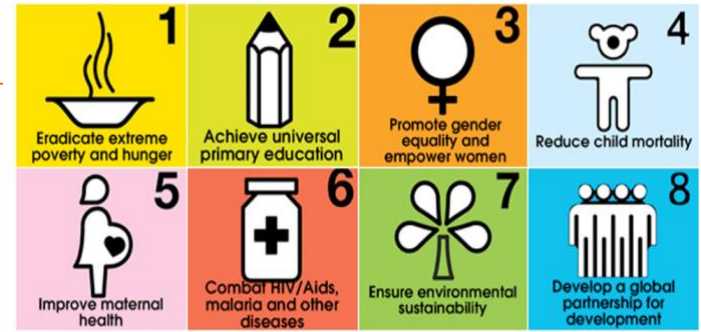 1
Eradicate extreme
poverty and hunger
2
Achieve universal
primary education
3
Promote gender
equality and
empower women
4
Reduce child mortality
5
Improve maternal
health
6
Combat HIV/Aids,
malaria and other
diseases
7
Ensure environmental
sustainability
8
Develop a global
partnership for
development